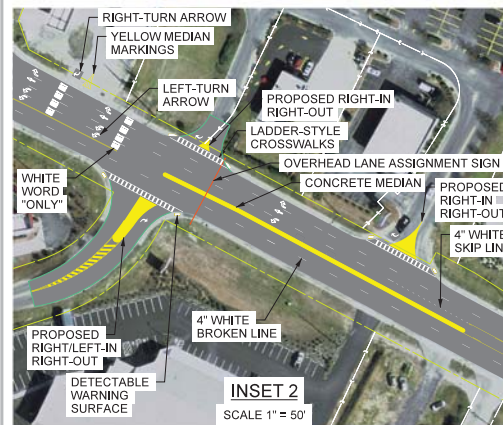 RIGHT-TURN ARROW
YELLOW MEDIAN
MARKINGS
LEFT-TURN
ARROW
PROPOSED RIGHT-IN
RIGHT-OUT
LADDER-STYLE
CROSSWALKS
OVERHEAD LANE ASSIGNMENT SIGN
CONCRETE MEDIAN
WHITE
WORD
"ONLY"
PROPOSED
RIGHT-IN
RIGHT-OUT
4" WHITE
SKIP LIN
4" WHITE
BROKEN LINE
PROPOSED
RIGHT/LEFT-IN
RIGHT-OUT
DETECTABLE
WARNING
SURFACE
INSET 2
SCALE 1" = 50'